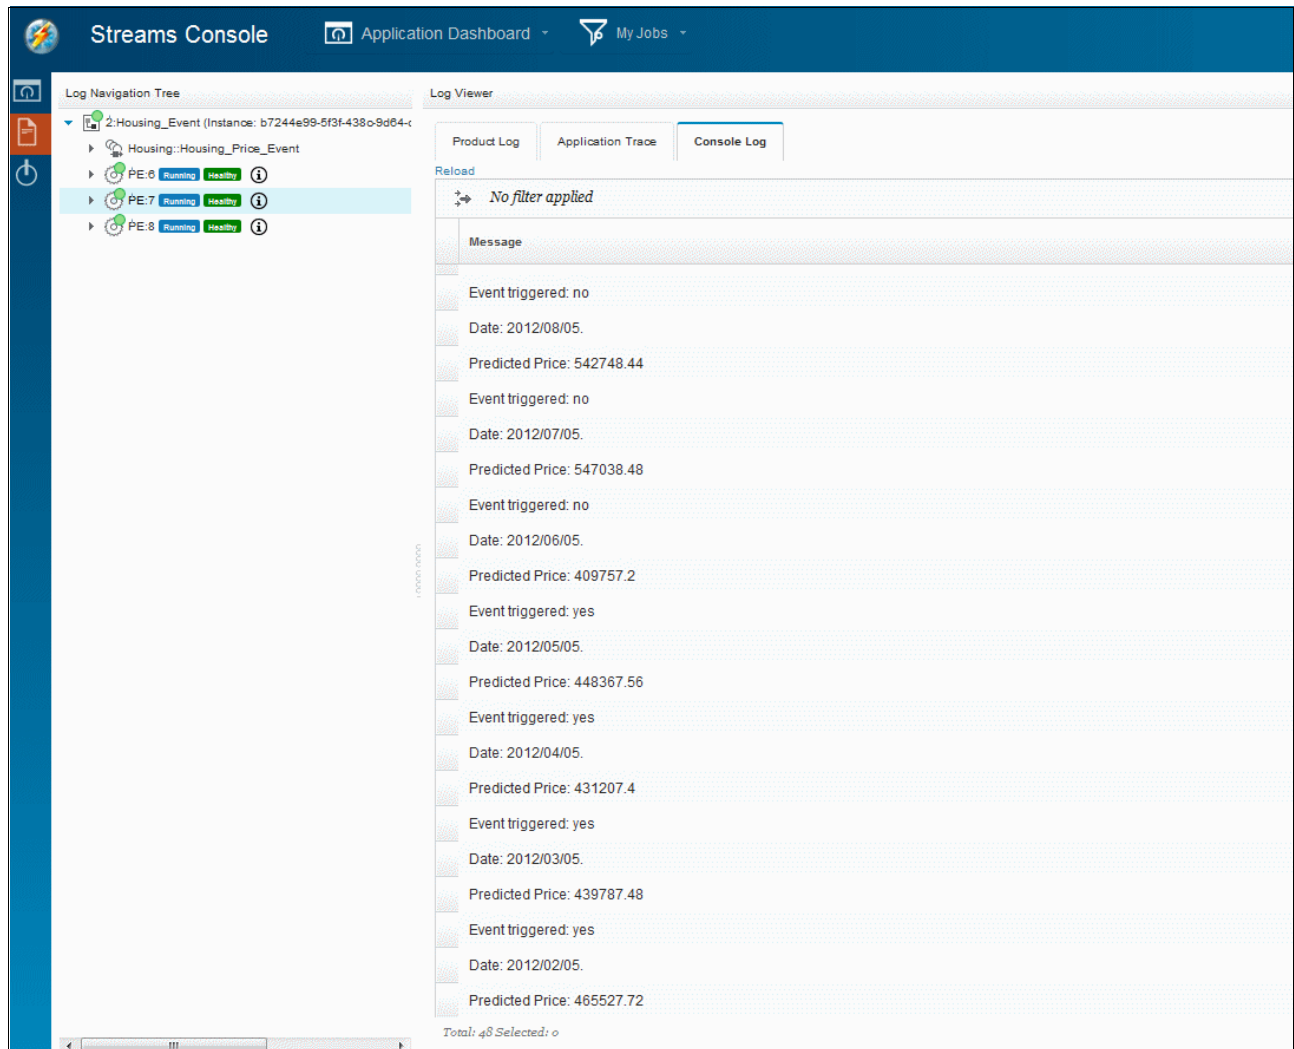 Streams Console
Application Dashboard
My Jobs
Log Navigation Tree
2:Housing_Event (Instance: b7244e99-5f3f-438c-9d64-c
Housing::Housing_Price_Event
PE:6 Running Healthy
PE:7 Running Healthy
PE:8 Running Healthy
Log Viewer
Product Log
Application Trace
Console Log
Reload
No filter applied
Message
Event triggered: no
Date: 2012/08/05.
Predicted Price: 542748.44
Event triggered: no
Date: 2012/07/05.
Predicted Price: 547038.48
Event triggered: no
Date: 2012/06/05.
Predicted Price: 409757.2
Event triggered: yes
Date: 2012/05/05.
Predicted Price: 448367.56
Event triggered: yes
Date: 2012/04/05.
Predicted Price: 431207.4
Event triggered: yes
Date: 2012/03/05.
Predicted Price: 439787.48
Event triggered: yes
Date: 2012/02/05.
Predicted Price: 465527.72
Total: 48 Selected: 0